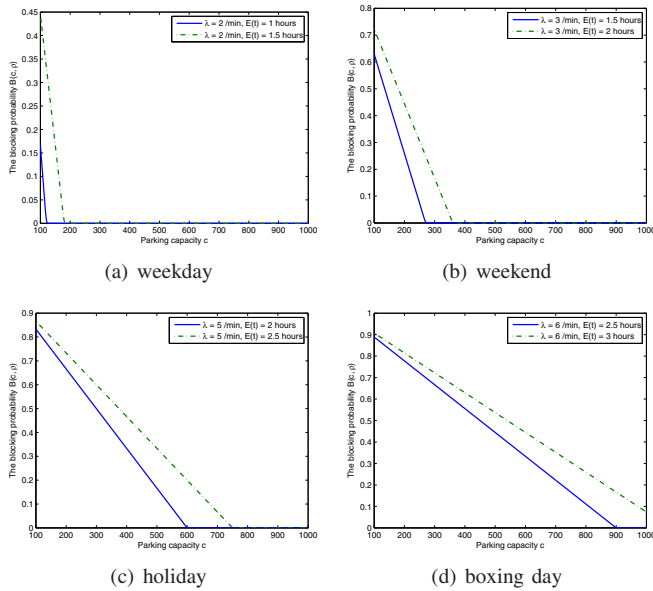 0.45
0.4
0.35
0.3
0.25
0.2
0.15
0.1
0.05
0
The blocking probability B(c, ρ)
λ = 2 /min, E(t) = 1 hours
λ = 2 /min, E(t) = 1.5 hours
100 200 300 400 500 600 700 800 900 1000
Parking capacity c
(a) weekday
0.8
0.7
0.6
0.5
0.4
0.3
0.2
0.1
0
The blocking probability B(c, ρ)
λ = 3 /min, E(t) = 1.5 hours
λ = 3 /min, E(t) = 2 hours
100 200 300 400 500 600 700 800 900 1000
Parking capacity c
(b) weekend
0.9
0.8
0.7
0.6
0.5
0.4
0.3
0.2
0.1
0
The blocking probability B(c, ρ)
λ = 5 /min, E(t) = 2 hours
λ = 5 /min, E(t) = 2.5 hours
100 200 300 400 500 600 700 800 900 1000
Parking capacity c
(c) holiday
1
0.9
0.8
0.7
0.6
0.5
0.4
0.3
0.2
0.1
0
The blocking probability B(c, ρ)
λ = 6 /min, E(t) = 2.5 hours
λ = 6 /min, E(t) = 3 hours
100 200 300 400 500 600 700 800 900 1000
Parking capacity c
(d) boxing day